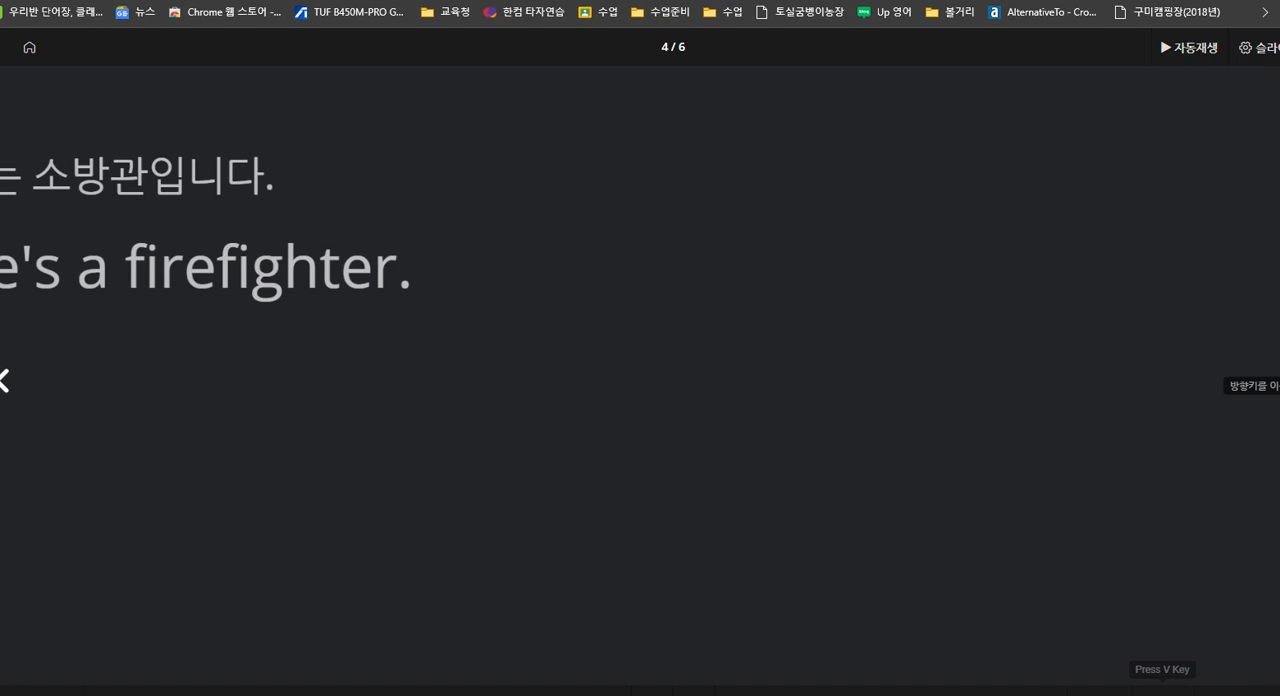 우리반 단어장, 클래... 뉴스 Chrome 웹 스토어 -... TUF B450M-PRO G... 교육청 한컴 타자연습 수업 수업준비 수업 토실굼벵이농장 Up 영어 볼거리 AlternativeTo - Cro... 구미캠핑장(2018년)
4 / 6 자동재생 슬라이
는 소방관입니다.
e's a firefighter.
방향키를 이
Press V Key